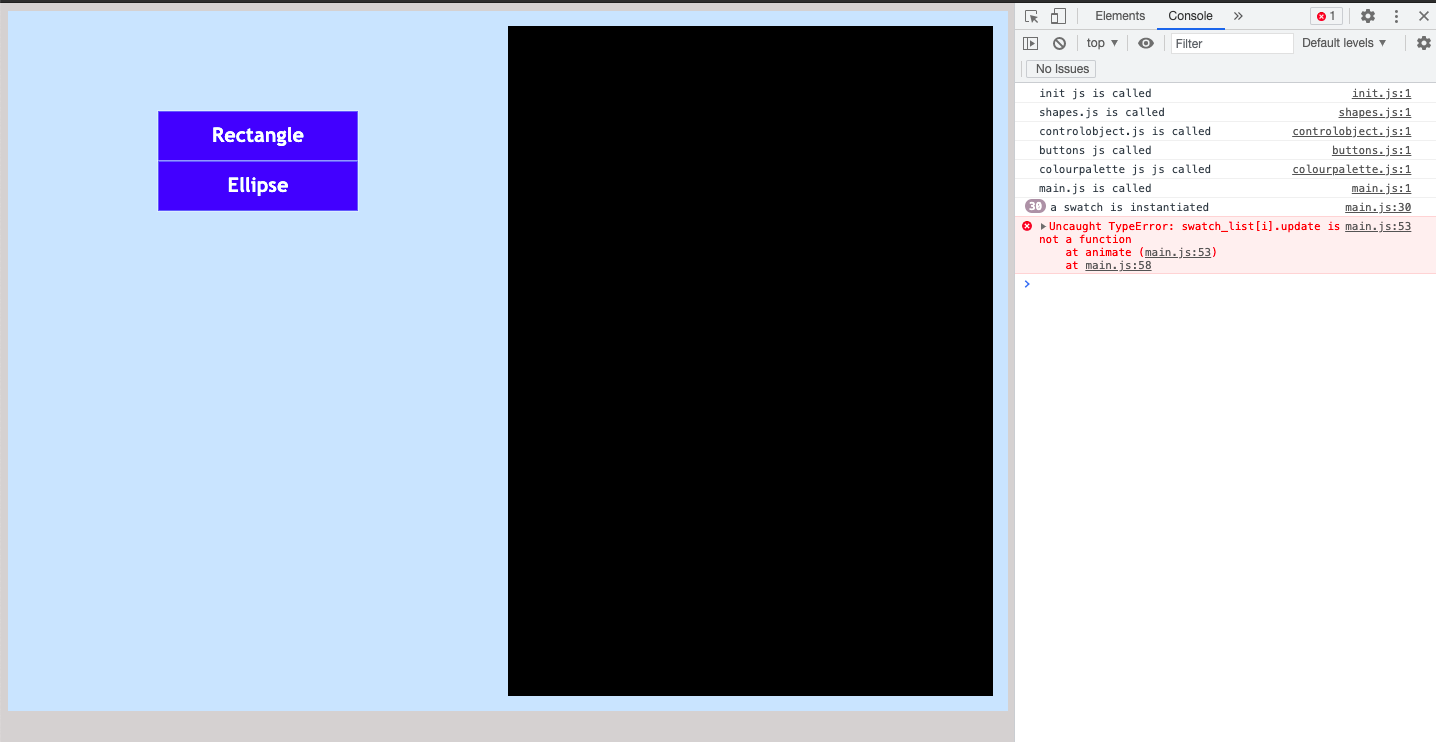 Rectangle
Ellipse
Elements Console 1
top Filter Default levels
No Issues
init js is called init.js:1
shapes.js is called shapes.js:1
controlobject.js is called controlobject.js:1
buttons js called buttons.js:1
colourpalette js js called colourpalette.js:1
main.js is called main.js:1
30 a swatch is instantiated main.js:30
Uncaught TypeError: swatch_list[i].update is main.js:53
not a function
at animate (main.js:53)
at main.js:58